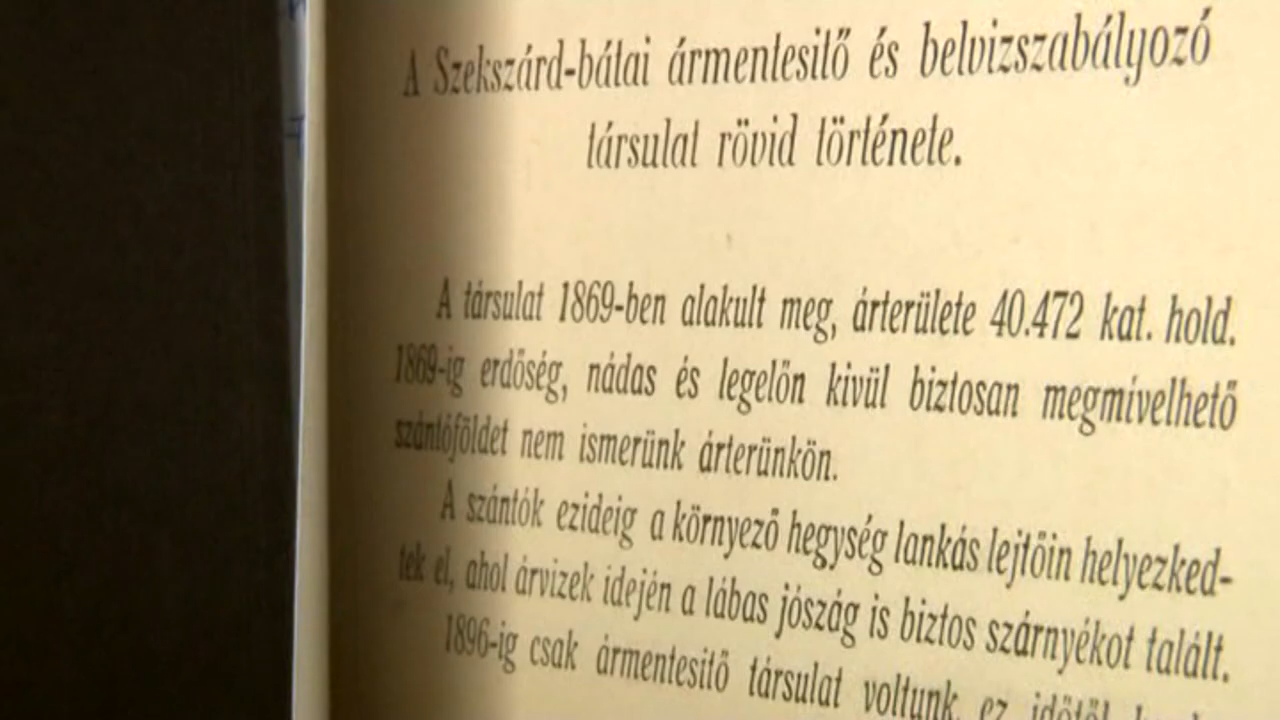 A Szekszárd-bátai ármentesitő és belvizszabályozó
társulat rövid története.
A társulat 1869-ben alakult meg, árterülete 40.472 kat. hold.
1869-ig erdőség, nádas és legelőn kivül biztosan megmívelhető
szántóföldet nem ismerünk árterünkön.
A szántók ezideig a környező hegység lankás lejtőin helyezked-
tek el, ahol árvizek idején a lábas jószág is biztos szárnyékot talált.
1896-ig csak ármentesitő társulat voltunk, ez időtől